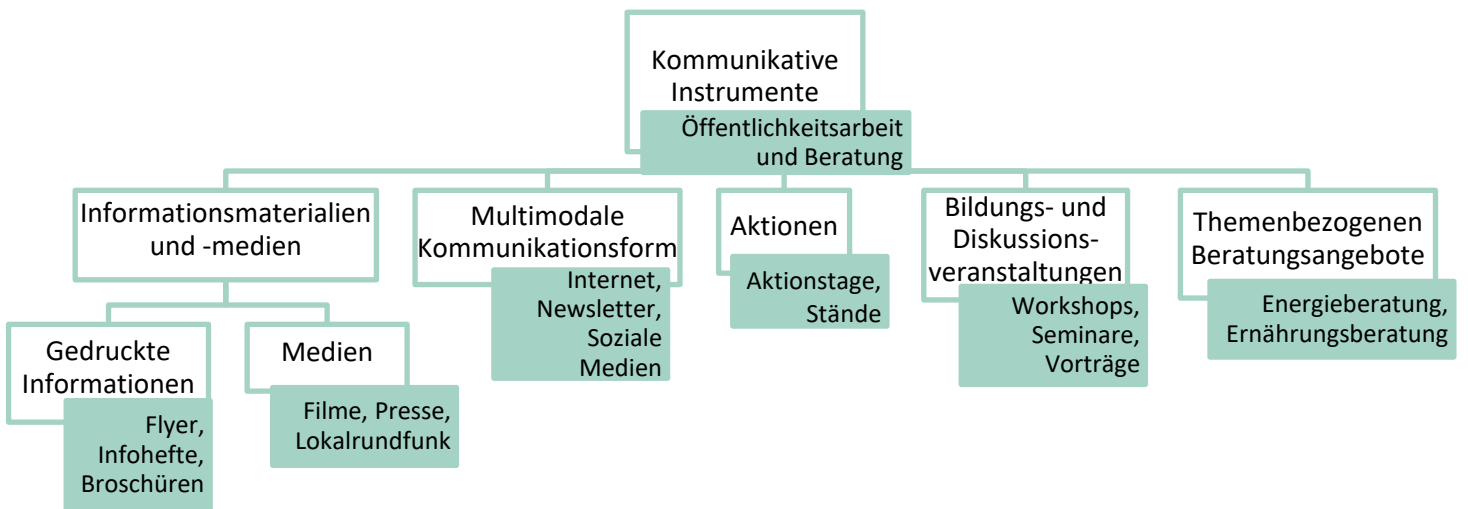 Kommunikative
Instrumente
Öffentlichkeitsarbeit
und Beratung
Informationsmaterialien
und -medien
Multimodale
Kommunikationsform
Internet,
Newsletter,
Soziale
Medien
Aktionen
Aktionstage,
Stände
Bildungs- und
Diskussions-
veranstaltungen
Workshops,
Seminare,
Vorträge
Themenbezogenen
Beratungsangebote
Energieberatung,
Ernährungsberatung
Gedruckte
Informationen
Flyer,
Infohefte,
Broschüren
Medien
Filme, Presse,
Lokalrundfunk